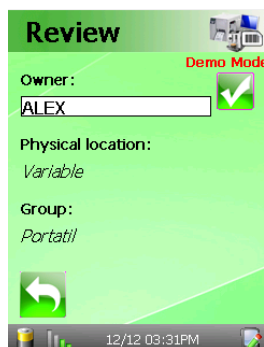 Review
Demo Mode
Owner:
ALEX
Physical location:
Variable
Group:
Portatil
12/12 03:31PM